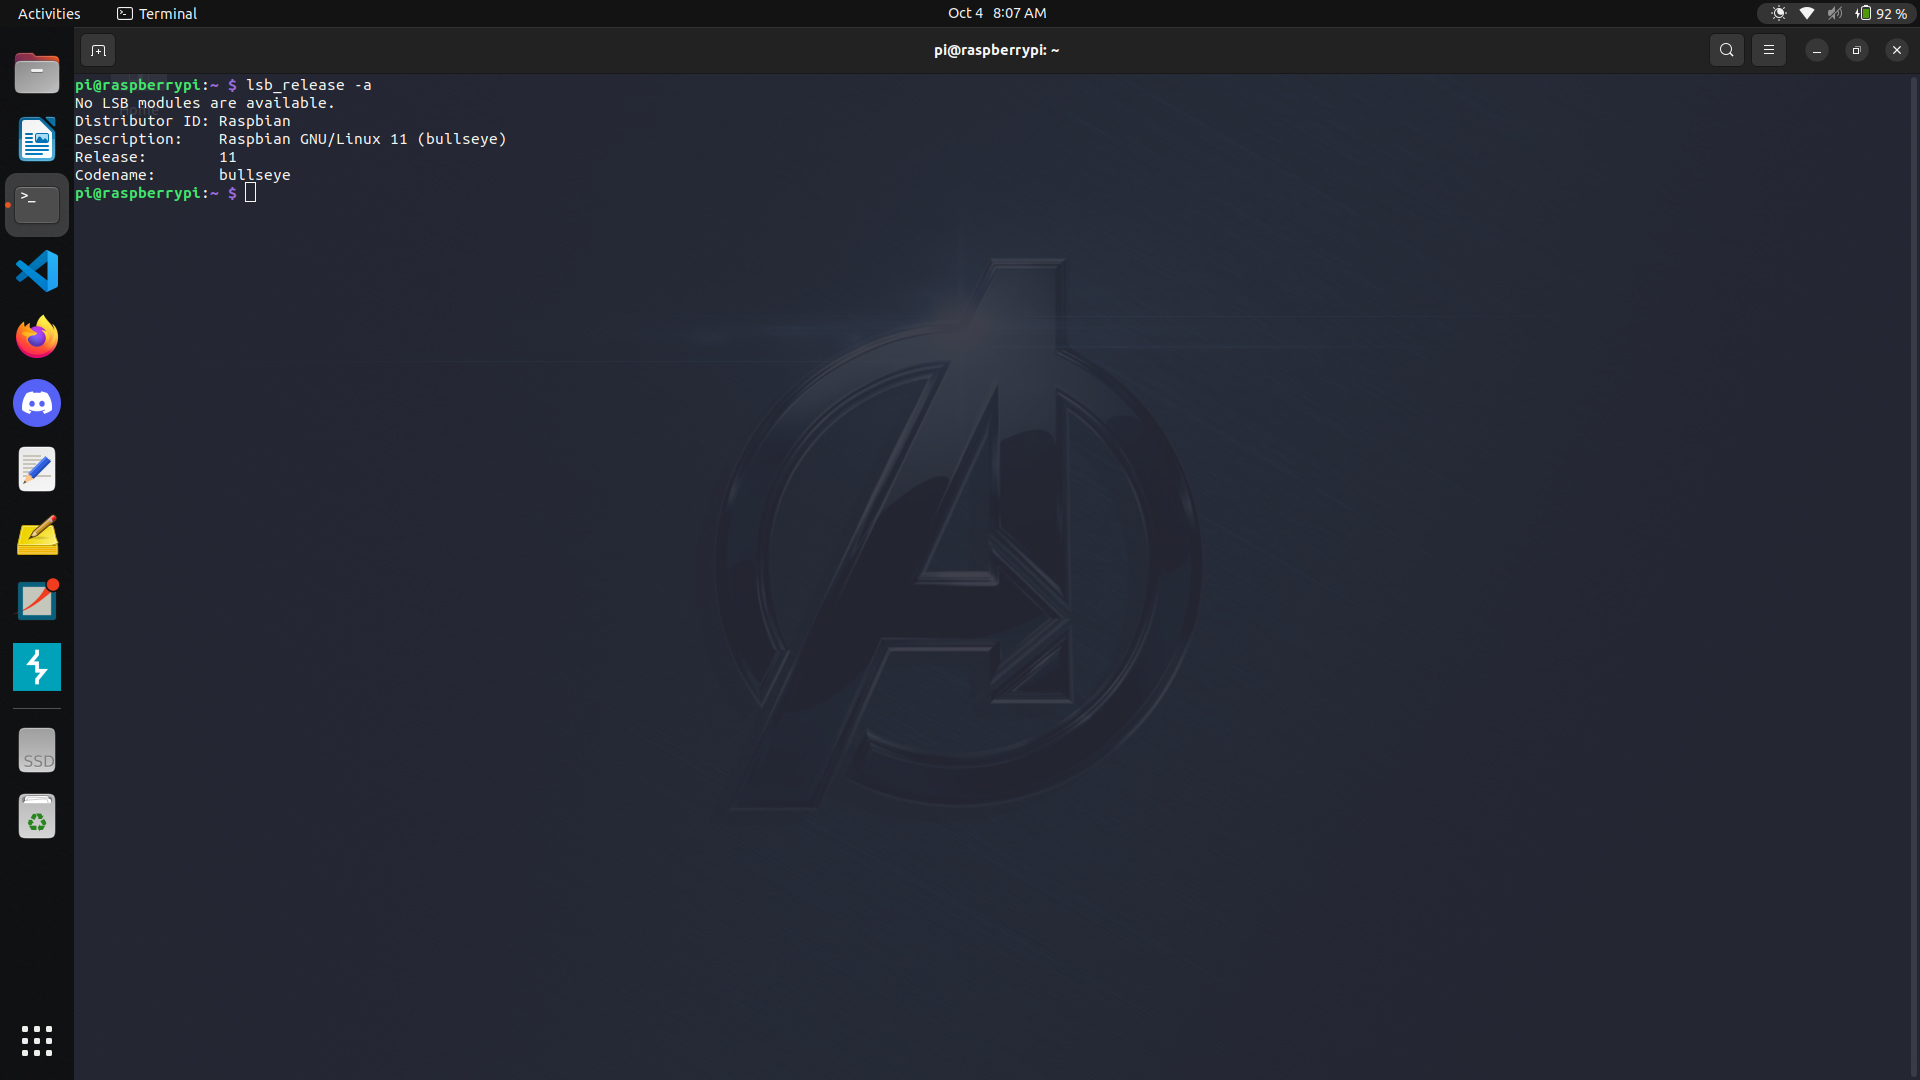 Activities Terminal Oct 4 8:07 AM 92 %
pi@raspberrypi: ~
pi@raspberrypi:~ $ lsb_release -a
No LSB modules are available.
Distributor ID: Raspbian
Description: Raspbian GNU/Linux 11 (bullseye)
Release: 11
Codename: bullseye
pi@raspberrypi:~ $
>_
SSD